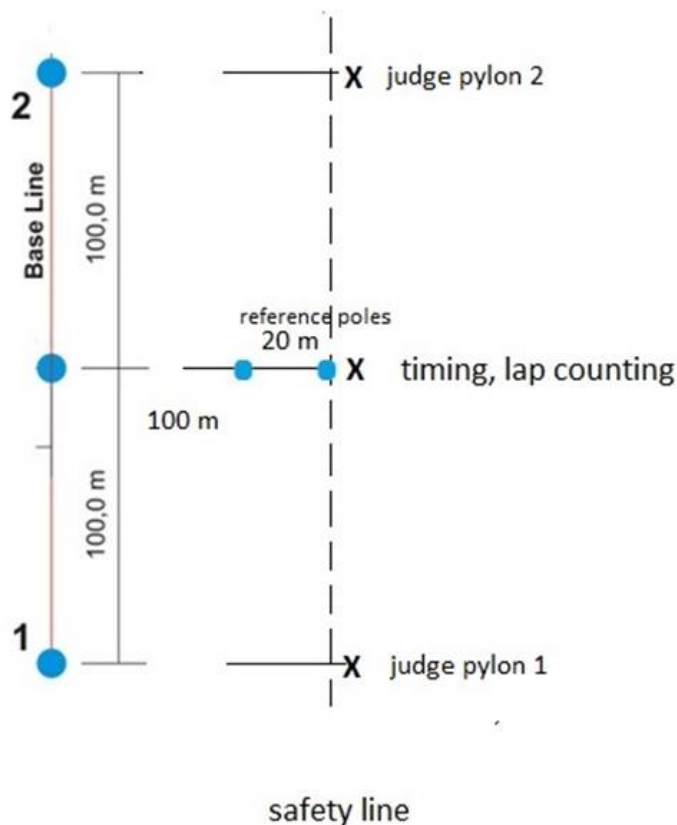 X judge pylon 2
2
Base Line
100,0 m
reference poles
20 m
X timing, lap counting
100 m
100,0 m
1
X judge pylon 1
safety line